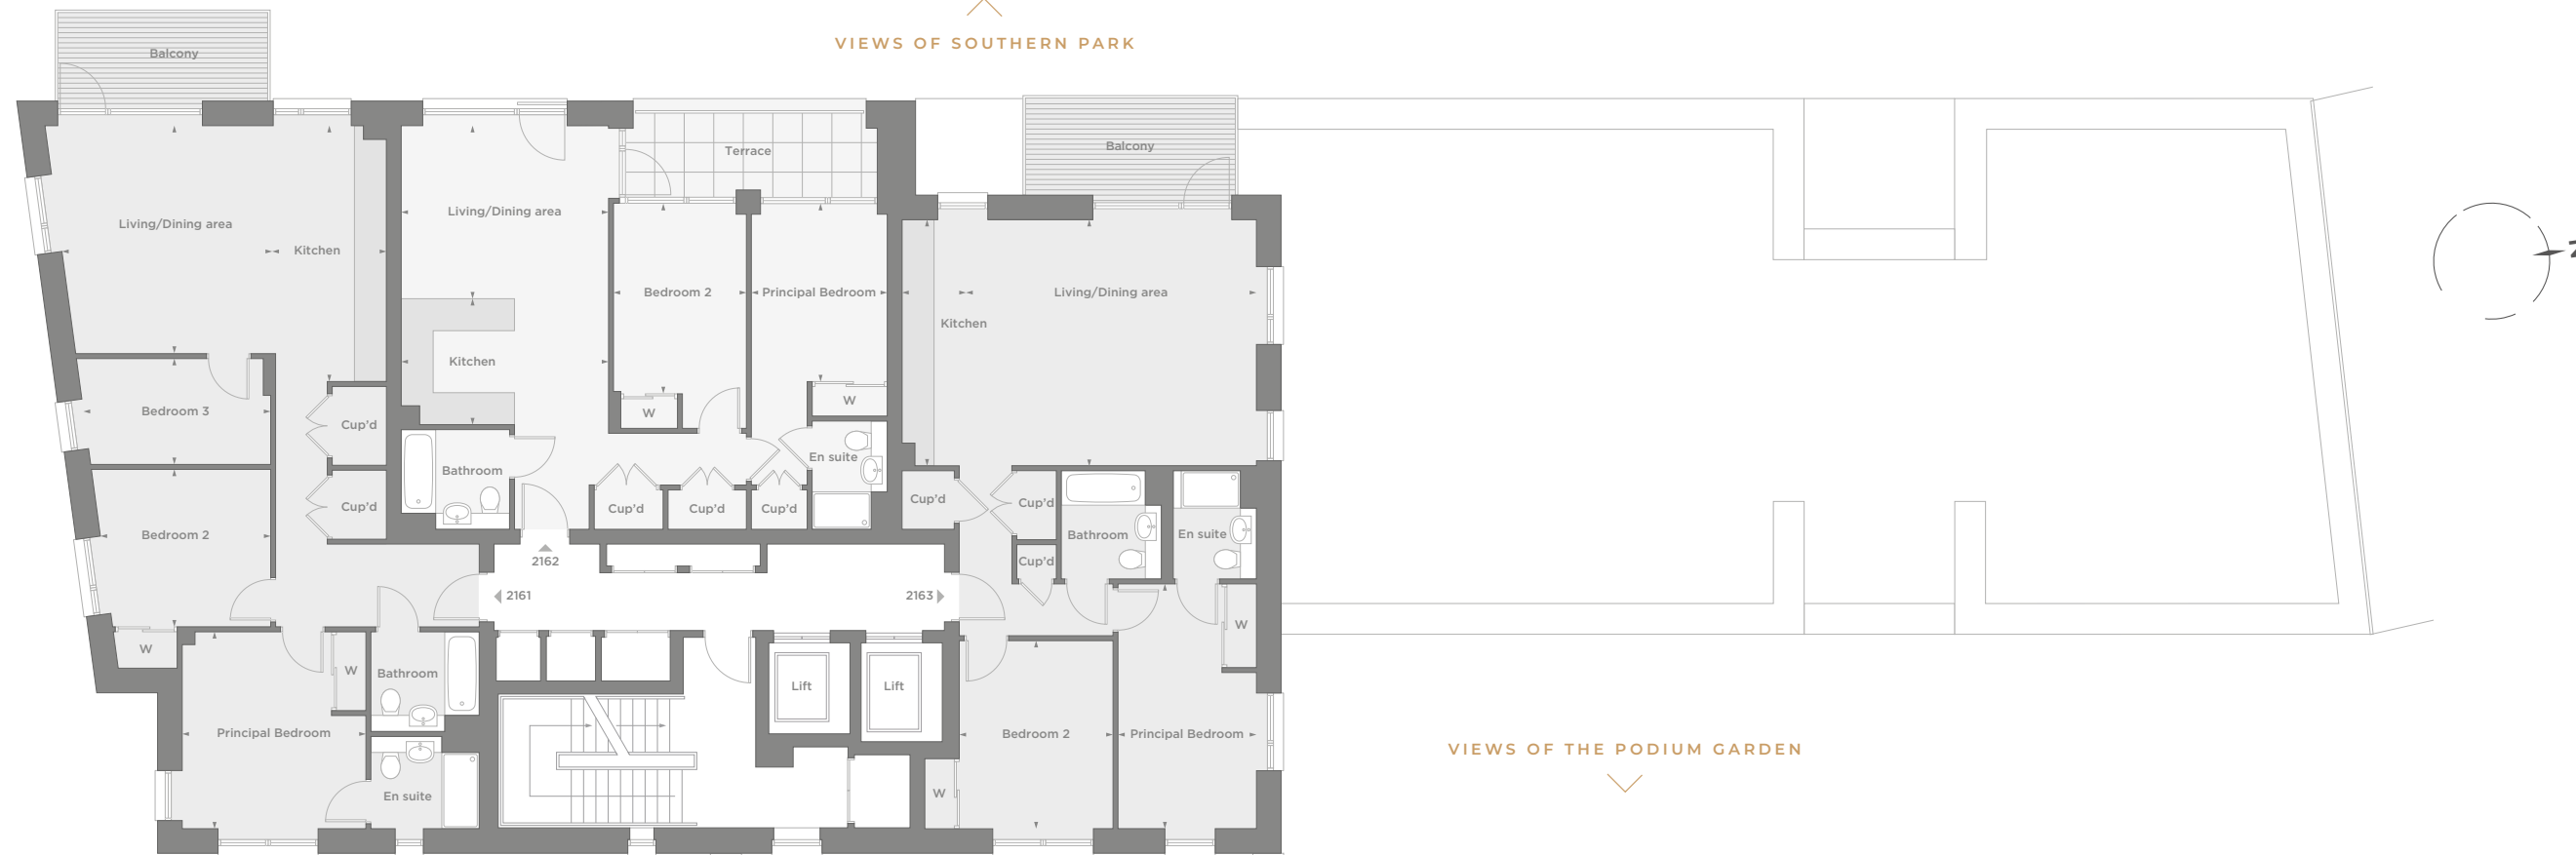 VIEWS OF SOUTHERN PARK
Balcony
Balcony
Terrace
Living/Dining area
Kitchen
Living/Dining area
Bedroom 2
Principal Bedroom
Living/Dining area
Kitchen
Kitchen
Bedroom 3
Cup'd
W
W
Bathroom
En suite
Cup'd
Cup'd
Cup'd
Cup'd
Cup'd
Cup'd
Bedroom 2
Bathroom
En suite
Cup'd
2162
2161
2163
W
W
Bathroom
W
Lift
Lift
Principal Bedroom
Bedroom 2
Principal Bedroom
En suite
W
VIEWS OF THE PODIUM GARDEN